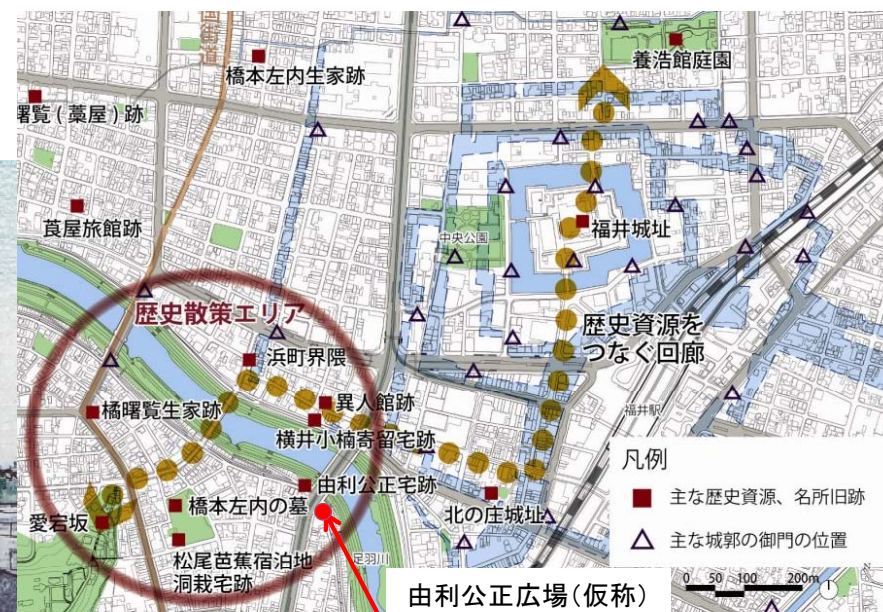 国街道
橋本左内生家跡
養浩館庭園
曙覧(藁屋)跡
莨屋旅館跡
中央公園
福井城址
歴史散策エリア
歴史資源を
つなぐ回廊
浜町界隈
福井駅
異人館跡
橘曙覧生家跡
横井小楠寄留宅跡
凡例
由利公正宅跡
主な歴史資源、名所旧跡
橋本左内の墓
北の庄城址
愛宕坂
主な城郭の御門の位置
松尾芭蕉宿泊地
洞栽宅跡
足羽川
0 50 100 200m
由利公正広場(仮称)